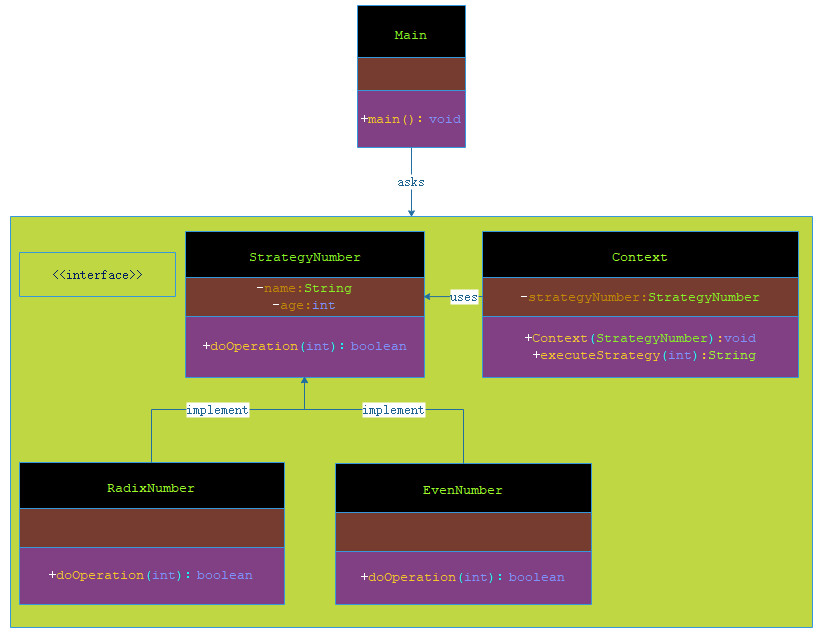 Main
+main(): void
asks
<<interface>>
StrategyNumber
-name:String
-age:int
+doOperation(int): boolean
uses
Context
-strategyNumber:StrategyNumber
+Context(StrategyNumber):void
+executeStrategy(int):String
implement
implement
RadixNumber
+doOperation(int): boolean
EvenNumber
+doOperation(int): boolean